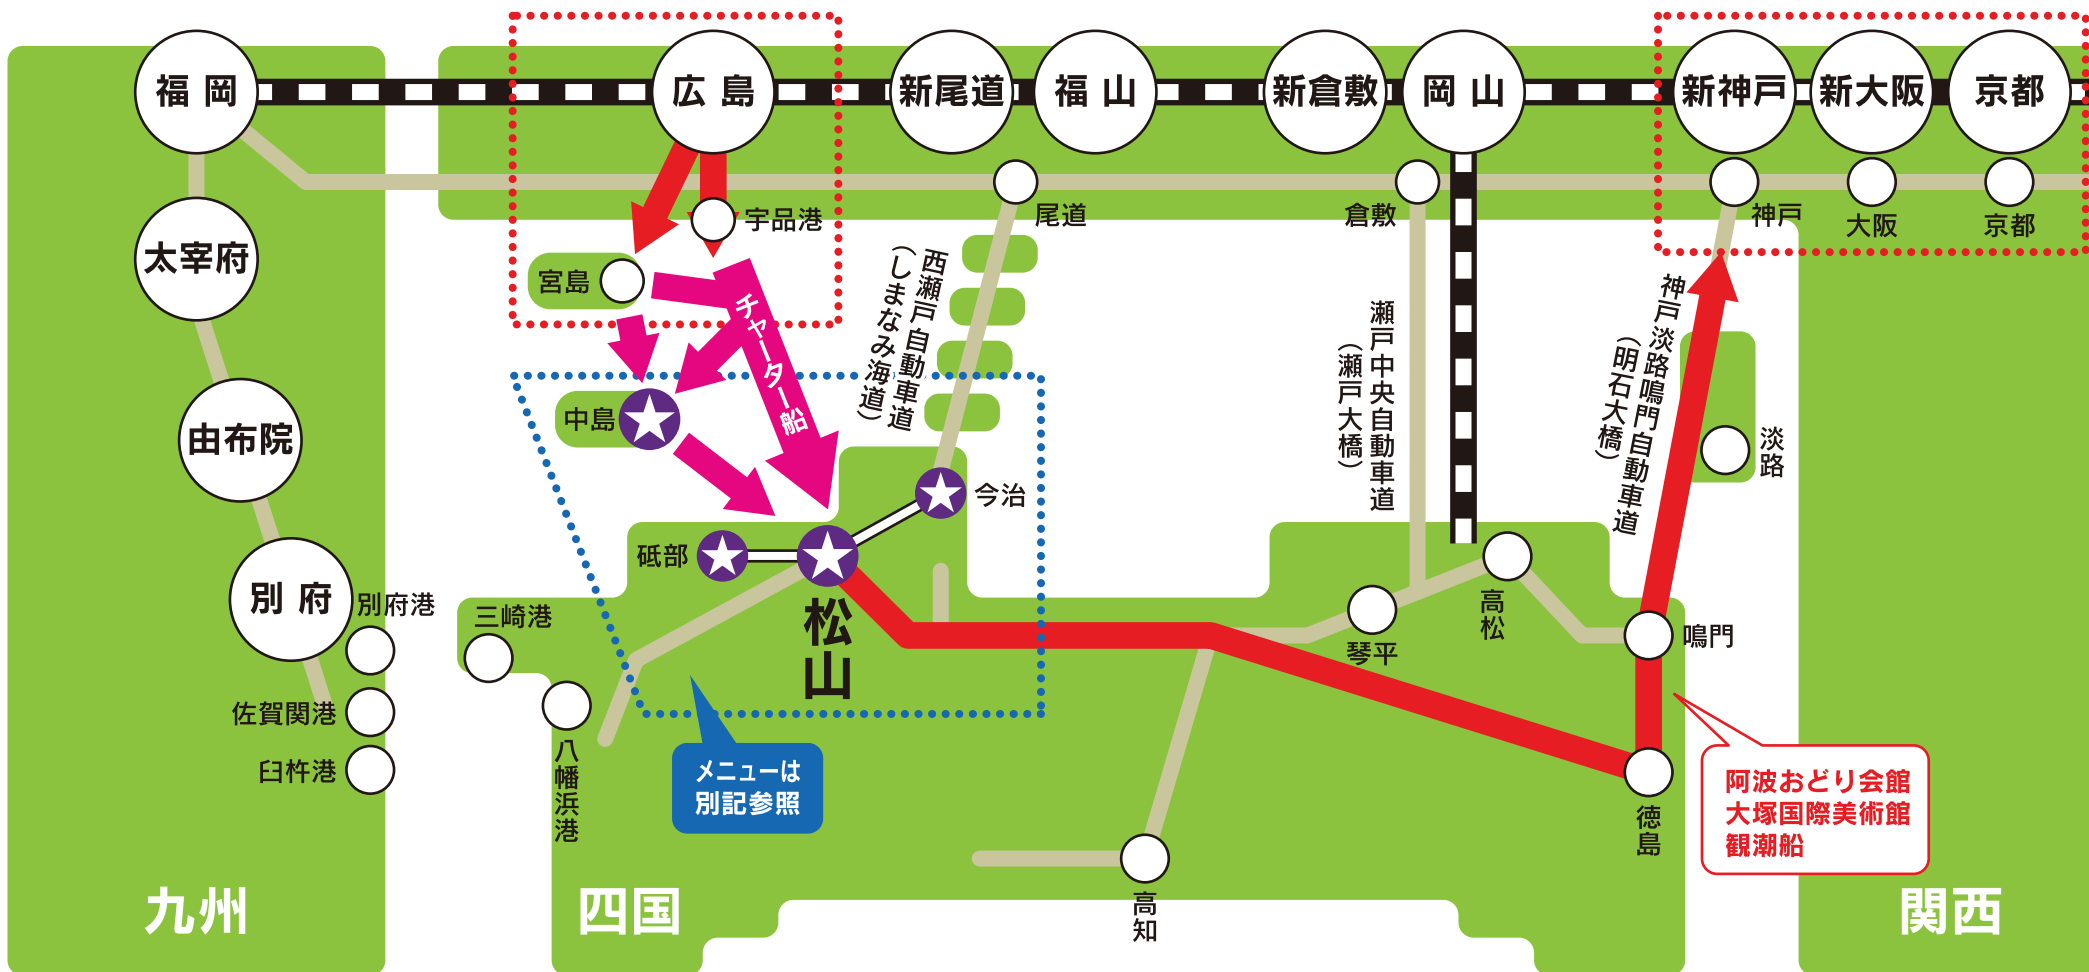 福岡
広島
新尾道
福山
新倉敷
岡山
新神戸
新大阪
京都
太宰府
由布院
別府
別府港
佐賀関港
臼杵港
九州
宇品港
宮島
チャーター船
中島
尾道
西瀬戸自動車道
（しまなみ海道）
今治
砥部
松山
三崎港
八幡浜港
メニューは
別記参照
四国
倉敷
瀬戸中央自動車道
（瀬戸大橋）
琴平
高松
高知
神戸
大阪
京都
神戸淡路鳴門自動車道
（明石大橋）
淡路
鳴門
徳島
阿波おどり会館
大塚国際美術館
観潮船
関西